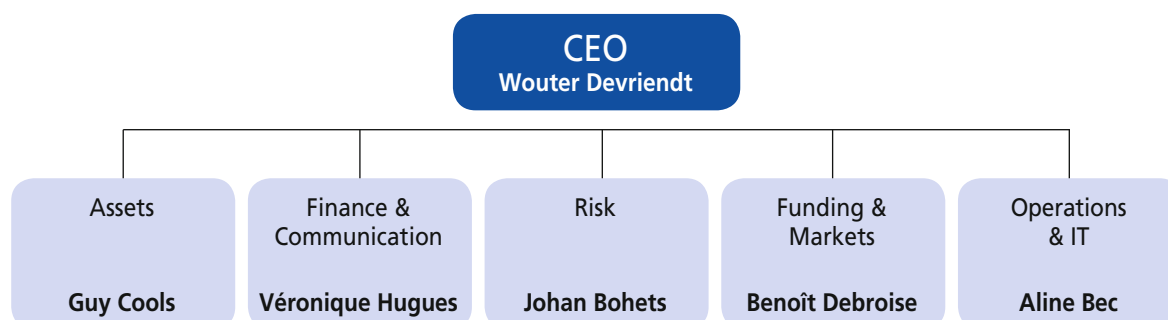 CEO
Wouter Devriendt
Assets
Guy Cools
Finance &
Communication
Véronique Hugues
Risk
Johan Bohets
Funding &
Markets
Benoît Debroise
Operations
& IT
Aline Bec